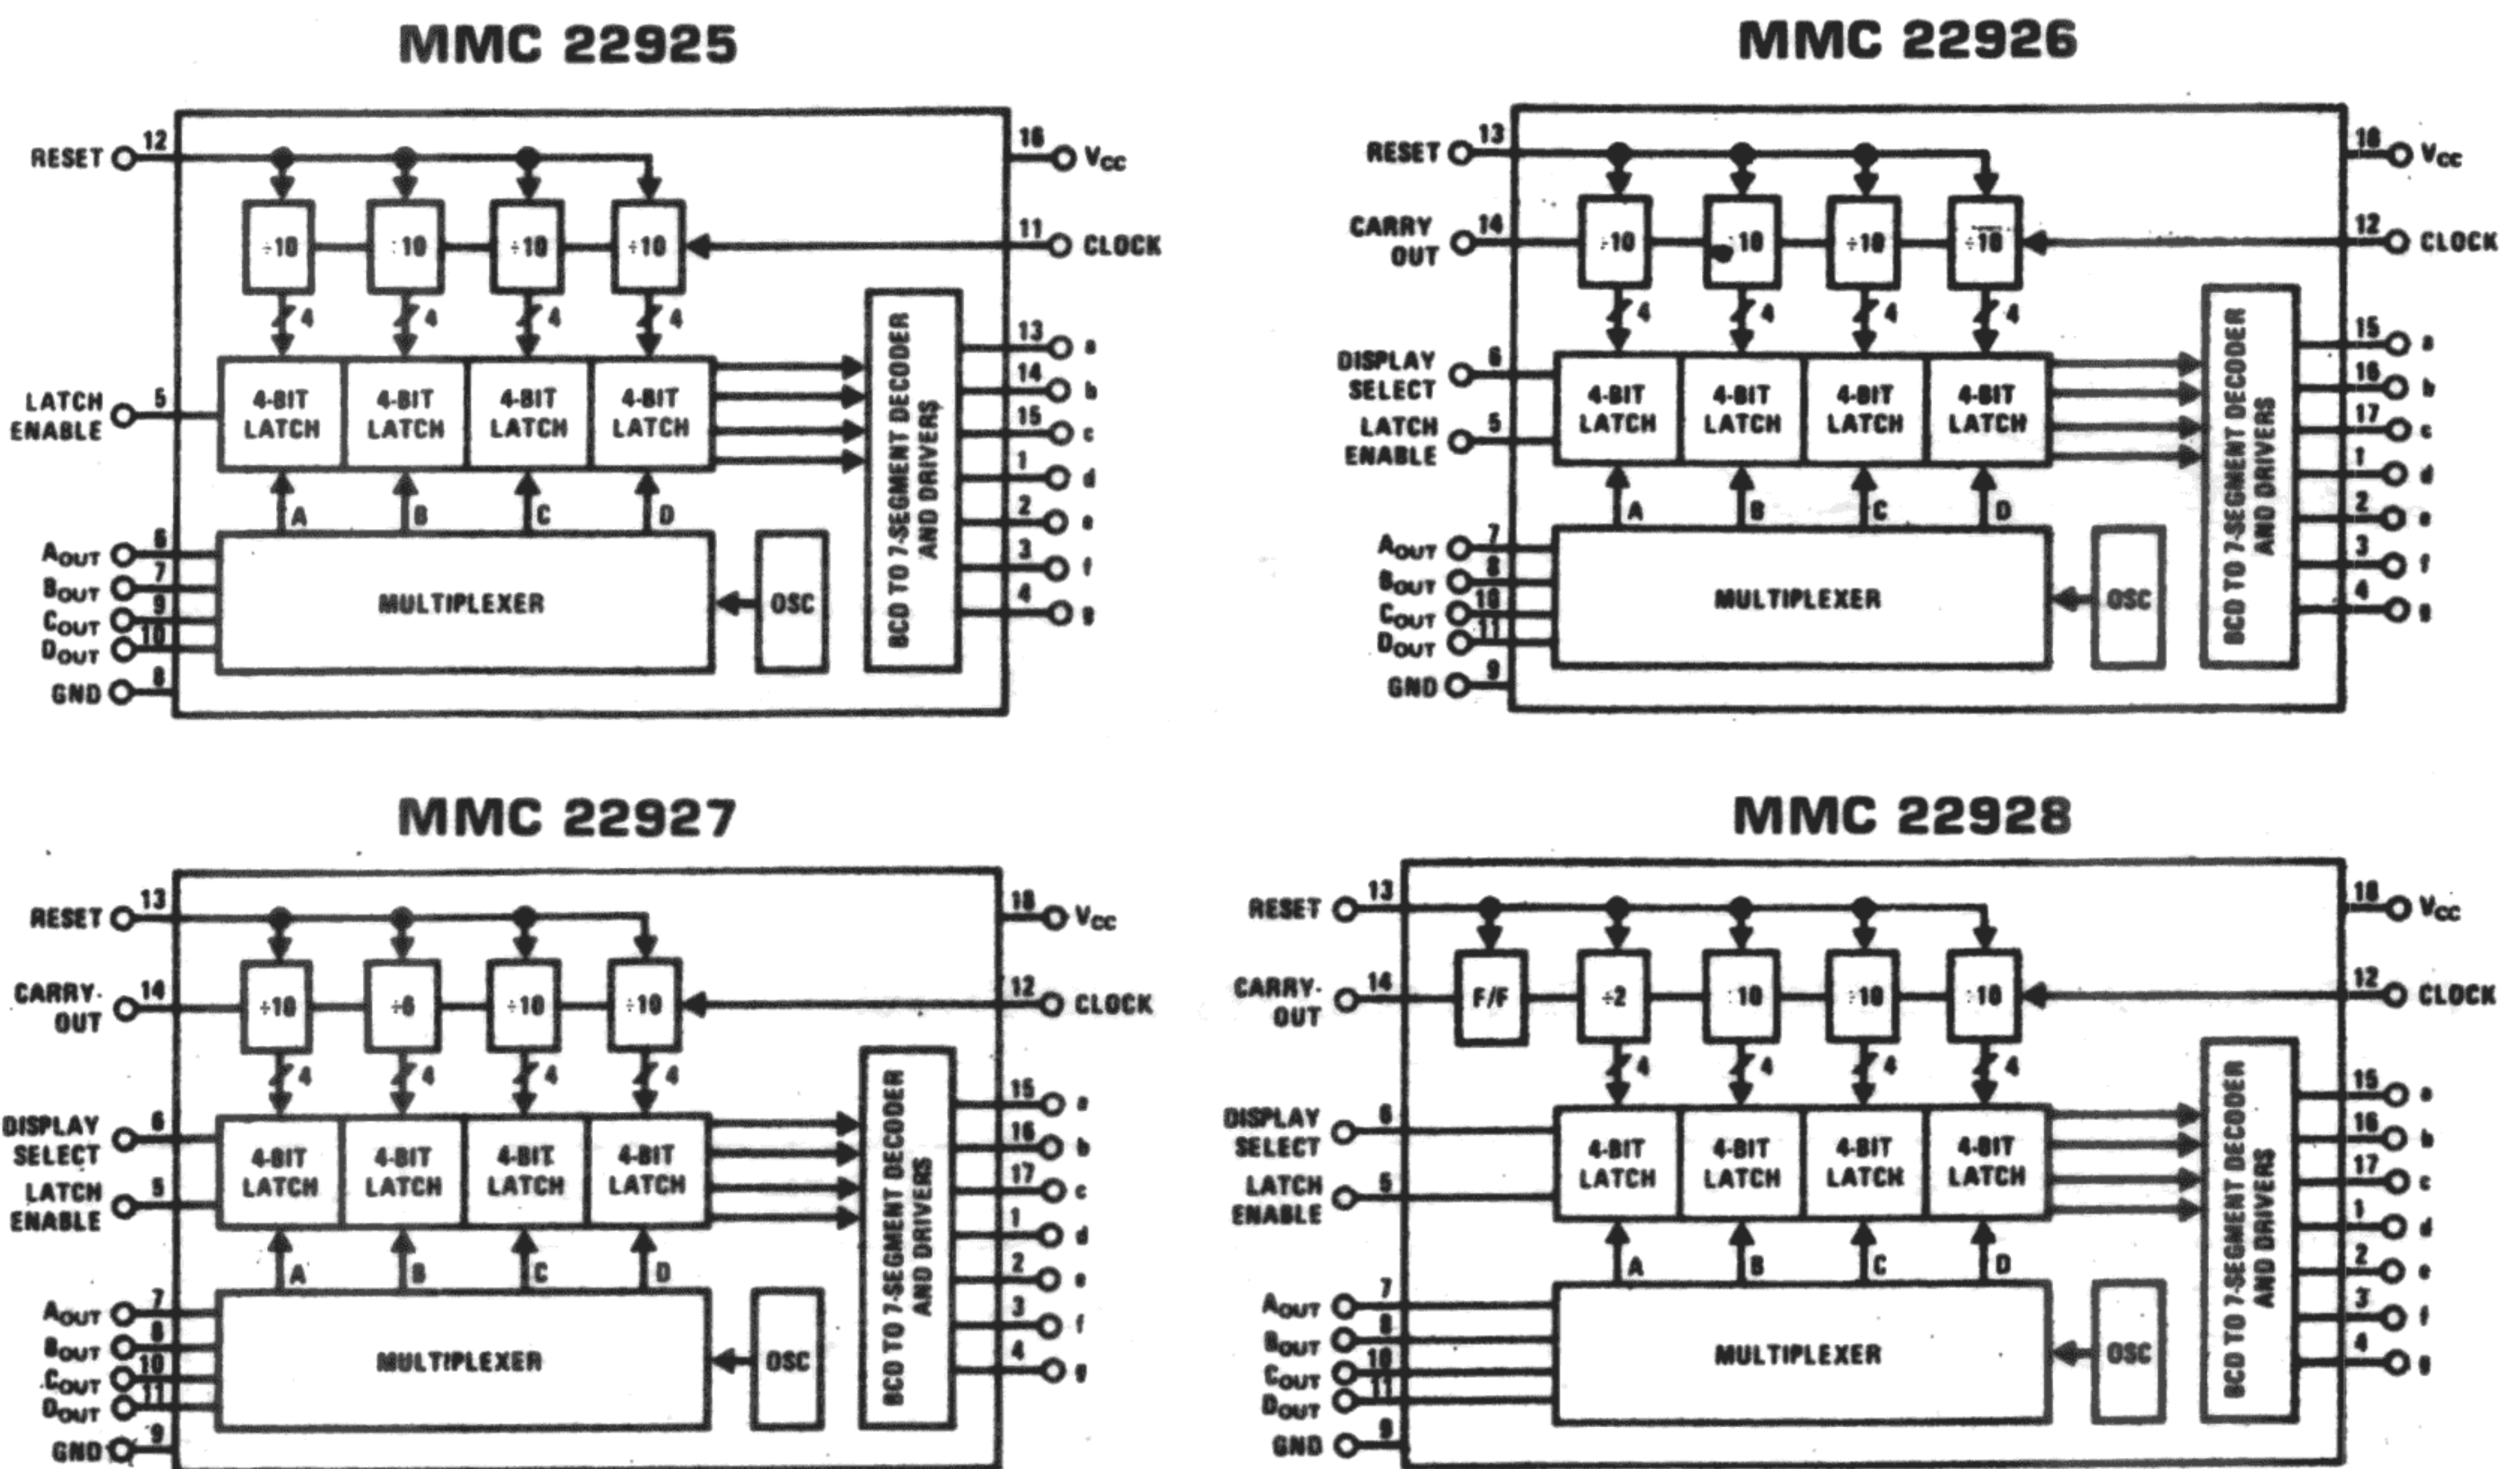 MMC 22925
RESET 12
16 VCC
÷10 ÷10 ÷10 ÷10
11 CLOCK
4 4 4 4
LATCH ENABLE 5
4-BIT LATCH
4-BIT LATCH
4-BIT LATCH
4-BIT LATCH
BCD TO 7-SEGMENT DECODER AND DRIVERS
13 a
14 b
15 c
1 d
2 e
3 f
4 g
A B C D
AOUT 6
BOUT 7
COUT 9
DOUT 10
GND 8
MULTIPLEXER
OSC
MMC 22926
RESET 13
18 VCC
CARRY OUT 14
÷10 ÷10 ÷10 ÷10
12 CLOCK
4 4 4 4
DISPLAY SELECT 6
LATCH ENABLE 5
4-BIT LATCH
4-BIT LATCH
4-BIT LATCH
4-BIT LATCH
BCD TO 7-SEGMENT DECODER AND DRIVERS
15 a
16 b
17 c
1 d
2 e
3 f
4 g
A B C D
AOUT 7
BOUT 8
COUT 10
DOUT 11
GND 9
MULTIPLEXER
OSC
MMC 22927
RESET 13
18 VCC
CARRY-OUT 14
÷10 ÷6 ÷10 ÷10
12 CLOCK
4 4 4 4
DISPLAY SELECT 6
LATCH ENABLE 5
4-BIT LATCH
4-BIT LATCH
4-BIT LATCH
4-BIT LATCH
BCD TO 7-SEGMENT DECODER AND DRIVERS
15 a
16 b
17 c
1 d
2 e
3 f
4 g
A B C D
AOUT 7
BOUT 8
COUT 10
DOUT 11
GND 9
MULTIPLEXER
OSC
MMC 22928
RESET 13
18 VCC
CARRY-OUT 14
F/F ÷2 ÷10 ÷10 ÷10
12 CLOCK
4 4 4 4
DISPLAY SELECT 6
LATCH ENABLE 5
4-BIT LATCH
4-BIT LATCH
4-BIT LATCH
4-BIT LATCH
BCD TO 7-SEGMENT DECODER AND DRIVERS
15 a
16 b
17 c
1 d
2 e
3 f
4 g
A B C D
AOUT 7
BOUT 8
COUT 10
DOUT 11
GND 9
MULTIPLEXER
OSC